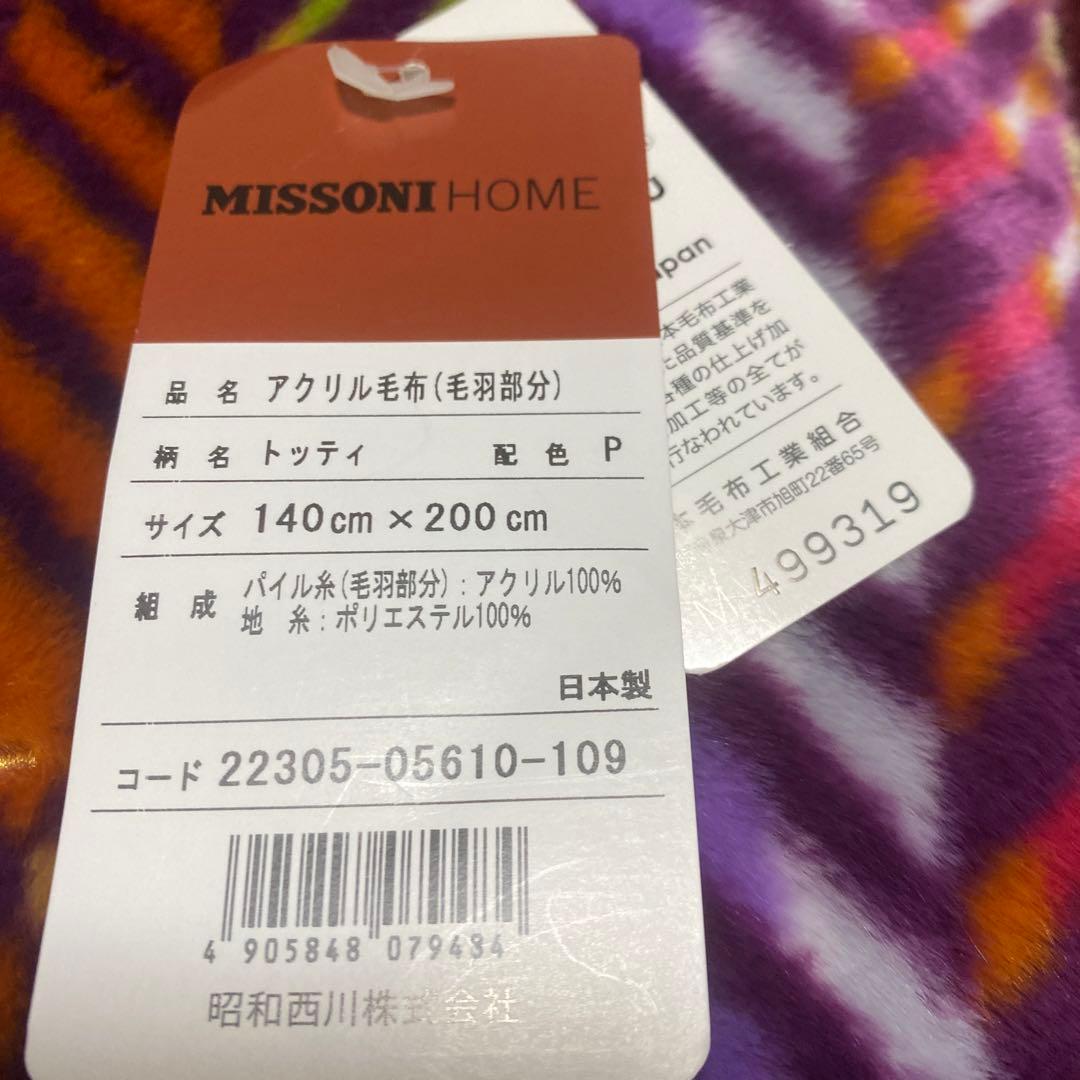 MISSONI HOME
品 名 アクリル毛布(毛羽部分)
柄 名 トッティ 配 色 P
サイズ 140cm×200cm
組 成 パイル糸(毛羽部分):アクリル100%
地 糸:ポリエステル100%
日本製
コード 22305-05610-109
4 905848 079434
昭和西川株式会社
U
apan
本毛布工業
品質基準を
各種の仕上げ加
加工等の全てが
行なわれています。
本毛布工業組合
泉大津市旭町22番65号
M 499319